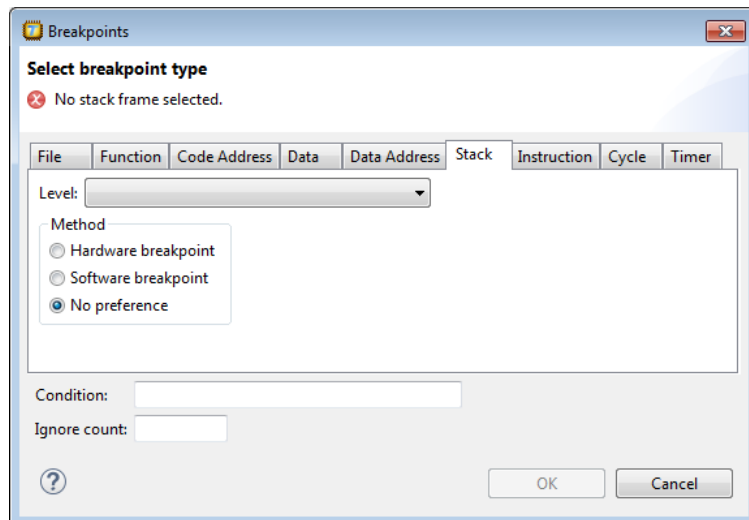 Breakpoints
Select breakpoint type
No stack frame selected.
File Function Code Address Data Data Address Stack Instruction Cycle Timer
Level:
Method
Hardware breakpoint
Software breakpoint
No preference
Condition:
Ignore count:
? OK Cancel